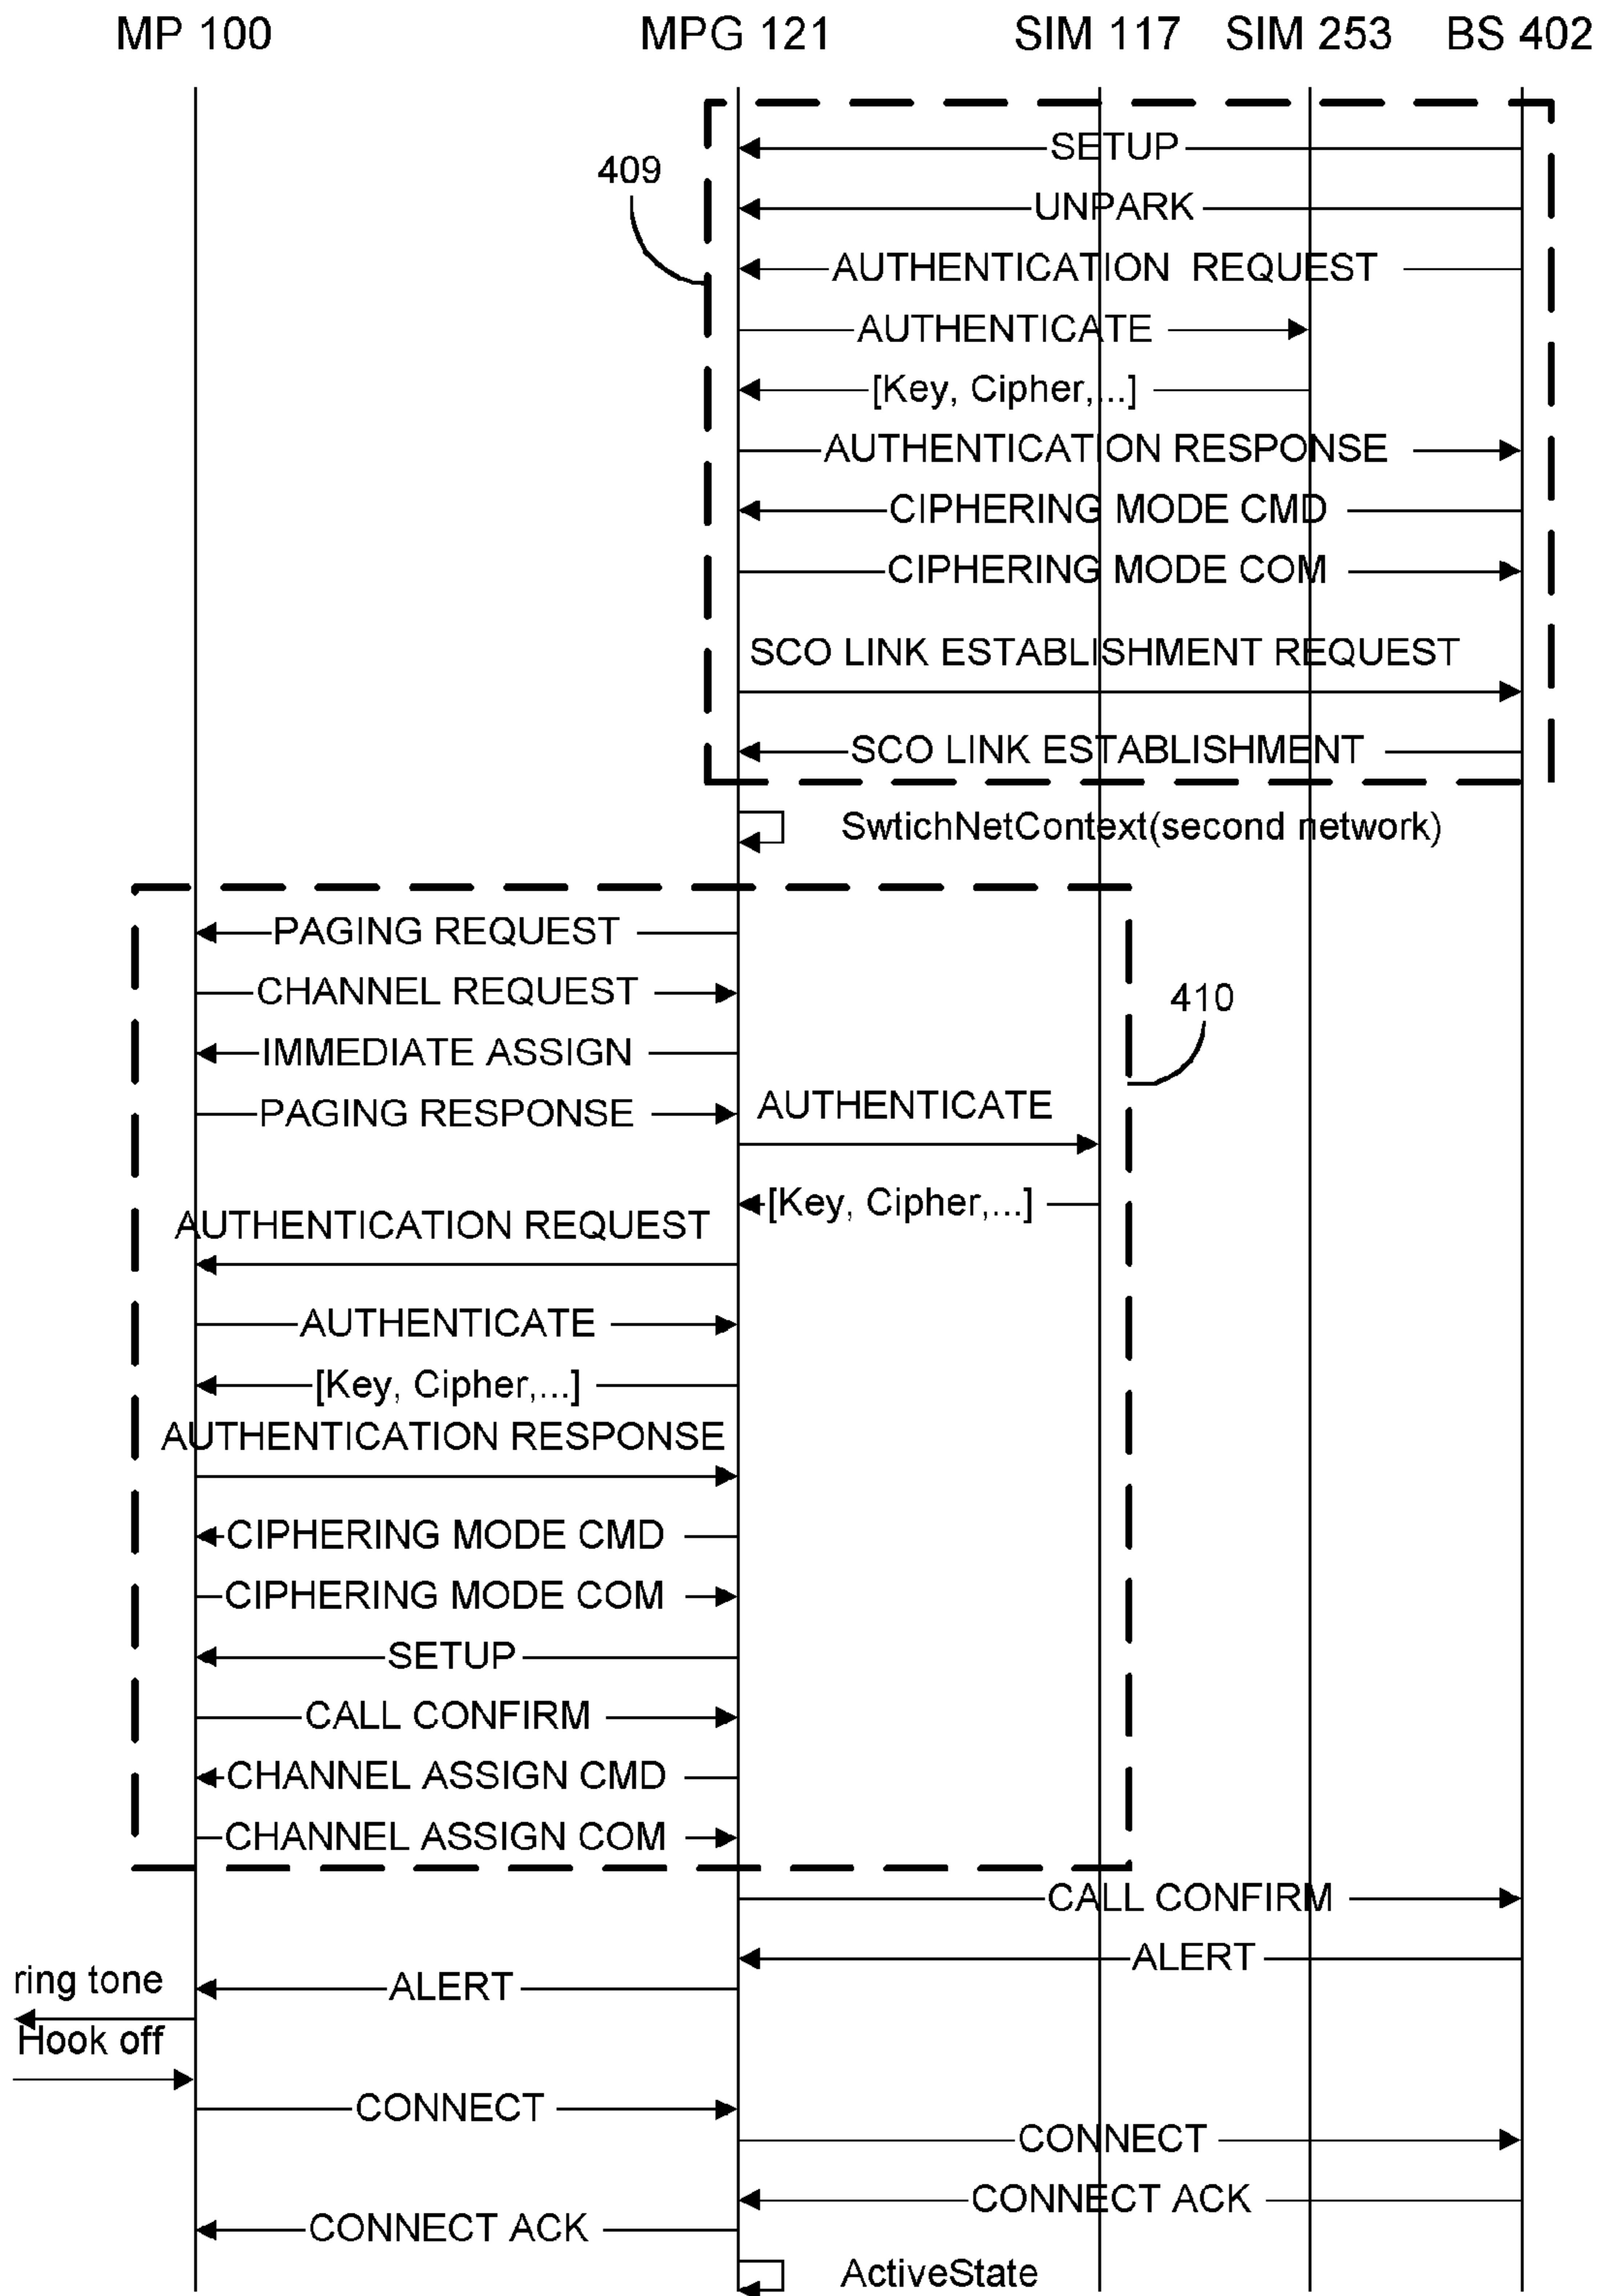 MP 100 MPG 121 SIM 117 SIM 253 BS 402
SETUP
409
UNPARK
AUTHENTICATION REQUEST
AUTHENTICATE
[Key, Cipher,...]
AUTHENTICATION RESPONSE
CIPHERING MODE CMD
CIPHERING MODE COM
SCO LINK ESTABLISHMENT REQUEST
SCO LINK ESTABLISHMENT
SwtichNetContext(second network)
PAGING REQUEST
CHANNEL REQUEST
410
IMMEDIATE ASSIGN
PAGING RESPONSE
AUTHENTICATE
[Key, Cipher,...]
AUTHENTICATION REQUEST
AUTHENTICATE
[Key, Cipher,...]
AUTHENTICATION RESPONSE
CIPHERING MODE CMD
CIPHERING MODE COM
SETUP
CALL CONFIRM
CHANNEL ASSIGN CMD
CHANNEL ASSIGN COM
CALL CONFIRM
ALERT
ring tone
ALERT
Hook off
CONNECT
CONNECT
CONNECT ACK
CONNECT ACK
ActiveState